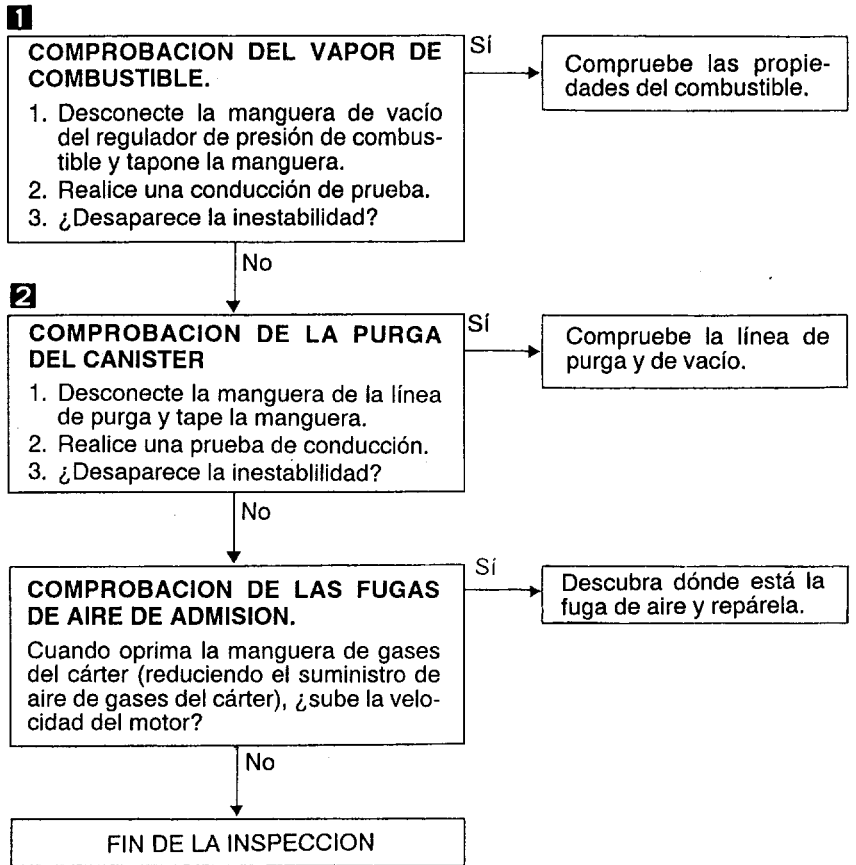 1
COMPROBACION DEL VAPOR DE
COMBUSTIBLE.
1. Desconecte la manguera de vacío
del regulador de presión de combus-
tible y tapone la manguera.
2. Realice una conducción de prueba.
3. ¿Desaparece la inestabilidad?
Sí
Compruebe las propie-
dades del combustible.
No
2
COMPROBACION DE LA PURGA
DEL CANISTER
1. Desconecte la manguera de la línea
de purga y tape la manguera.
2. Realice una prueba de conducción.
3. ¿Desaparece la inestablilidad?
Sí
Compruebe la línea de
purga y de vacío.
No
COMPROBACION DE LAS FUGAS
DE AIRE DE ADMISION.
Cuando oprima la manguera de gases
del cárter (reduciendo el suministro de
aire de gases del cárter), ¿sube la velo-
cidad del motor?
Sí
Descubra dónde está la
fuga de aire y repárela.
No
FIN DE LA INSPECCION